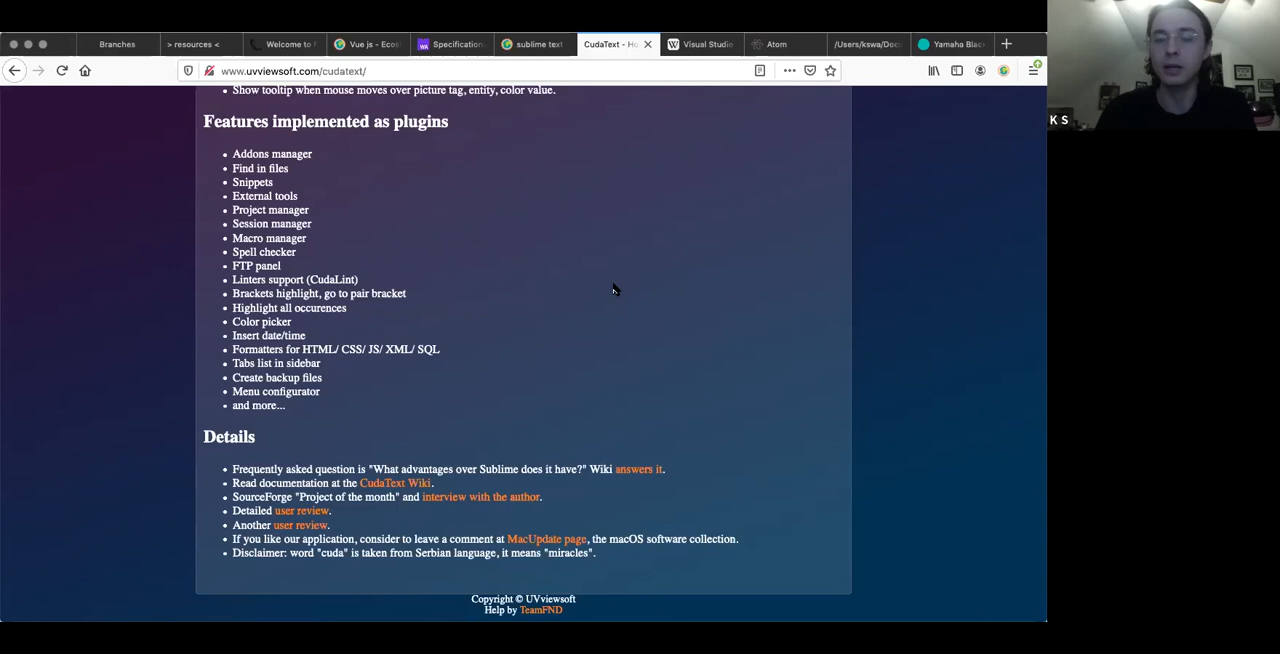 Branches
> resources <
Welcome to
Vue js - Ecos
Specification
sublime text
CudaText - Ho
Visual Studio
Atom
/Users/kswa/Docu
Yamaha Blac
www.uvviewsoft.com/cudatext/
K S
• Show tooltip when mouse moves over picture tag, entity, color value.
Features implemented as plugins
• Addons manager
• Find in files
• Snippets
• External tools
• Project manager
• Session manager
• Macro manager
• Spell checker
• FTP panel
• Linters support (CudaLint)
• Brackets highlight, go to pair bracket
• Highlight all occurences
• Color picker
• Insert date/time
• Formatters for HTML/ CSS/ JS/ XML/ SQL
• Tabs list in sidebar
• Create backup files
• Menu configurator
• and more...
Details
• Frequently asked question is "What advantages over Sublime does it have?" Wiki answers it.
• Read documentation at the CudaText Wiki.
• SourceForge "Project of the month" and interview with the author.
• Detailed user review.
• Another user review.
• If you like our application, consider to leave a comment at MacUpdate page, the macOS software collection.
• Disclaimer: word "cuda" is taken from Serbian language, it means "miracles".
Copyright © UVviewsoft
Help by TeamFND